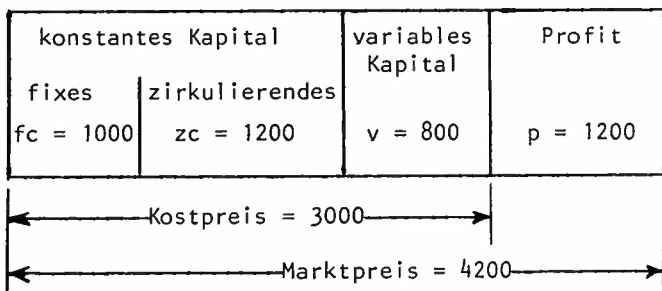 konstantes Kapital
variables
Kapital
Profit
fixes
zirkulierendes
fc = 1000
zc = 1200
v = 800
p = 1200
Kostpreis = 3000
Marktpreis = 4200